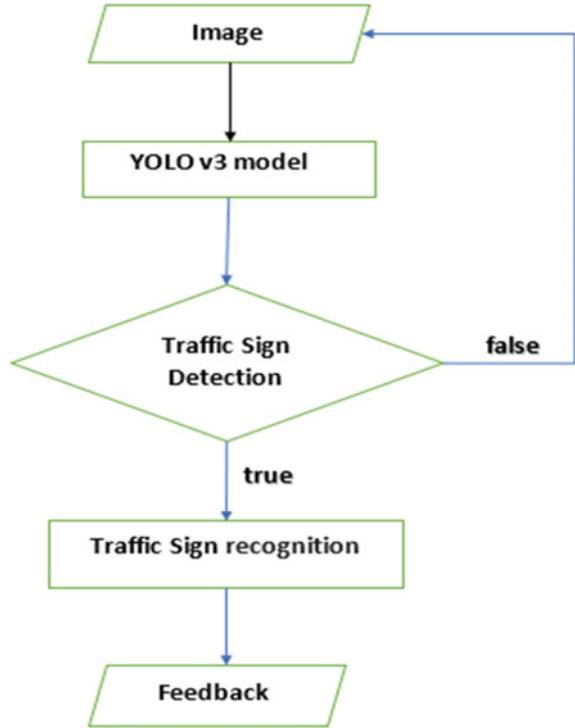 Image
YOLO v3 model
Traffic Sign
Detection
false
true
Traffic Sign recognition
Feedback